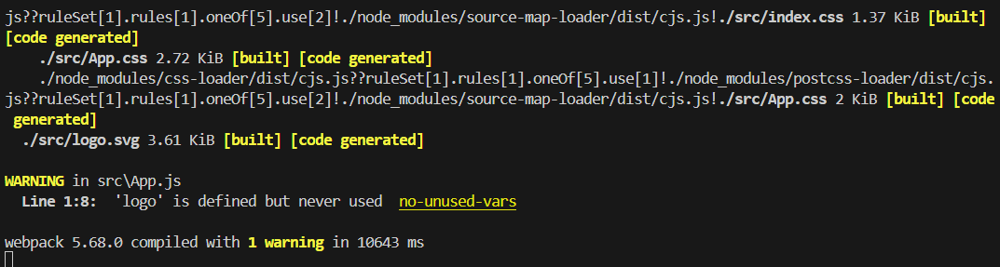 js??ruleSet[1].rules[1].oneOf[5].use[2]!./node_modules/source-map-loader/dist/cjs.js!./src/index.css 1.37 KiB [built]
[code generated]
./src/App.css 2.72 KiB [built] [code generated]
./node_modules/css-loader/dist/cjs.js??ruleSet[1].rules[1].oneOf[5].use[1]!./node_modules/postcss-loader/dist/cjs.
js??ruleSet[1].rules[1].oneOf[5].use[2]!./node_modules/source-map-loader/dist/cjs.js!./src/App.css 2 KiB [built] [code
generated]
./src/logo.svg 3.61 KiB [built] [code generated]
WARNING in src\App.js
Line 1:8:  'logo' is defined but never used  no-unused-vars
webpack 5.68.0 compiled with 1 warning in 10643 ms